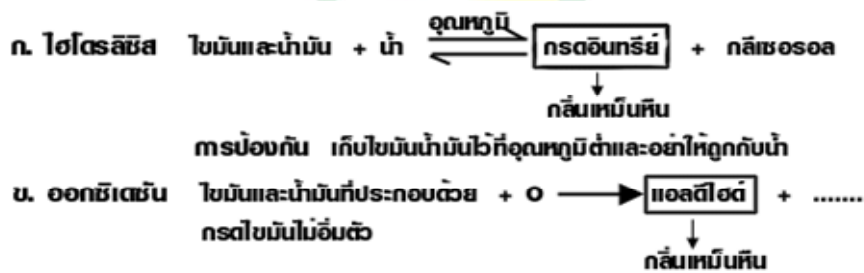 อุณหภูมิ
ก. ไฮโดรลิซิส ไขมันและน้ำมัน + น้ำ กรดอินทรีย์ + กลีเซอรอล
กลิ่นเหม็นหืน
การป้องกัน เก็บไขมันน้ำมันไว้ที่อุณหภูมิต่ำและอย่าให้ถูกกับน้ำ
ข. ออกซิเดชัน ไขมันและน้ำมันที่ประกอบด้วย + O แอลดีไฮด์ + .......
กรดไขมันไม่อิ่มตัว
กลิ่นเหม็นหืน